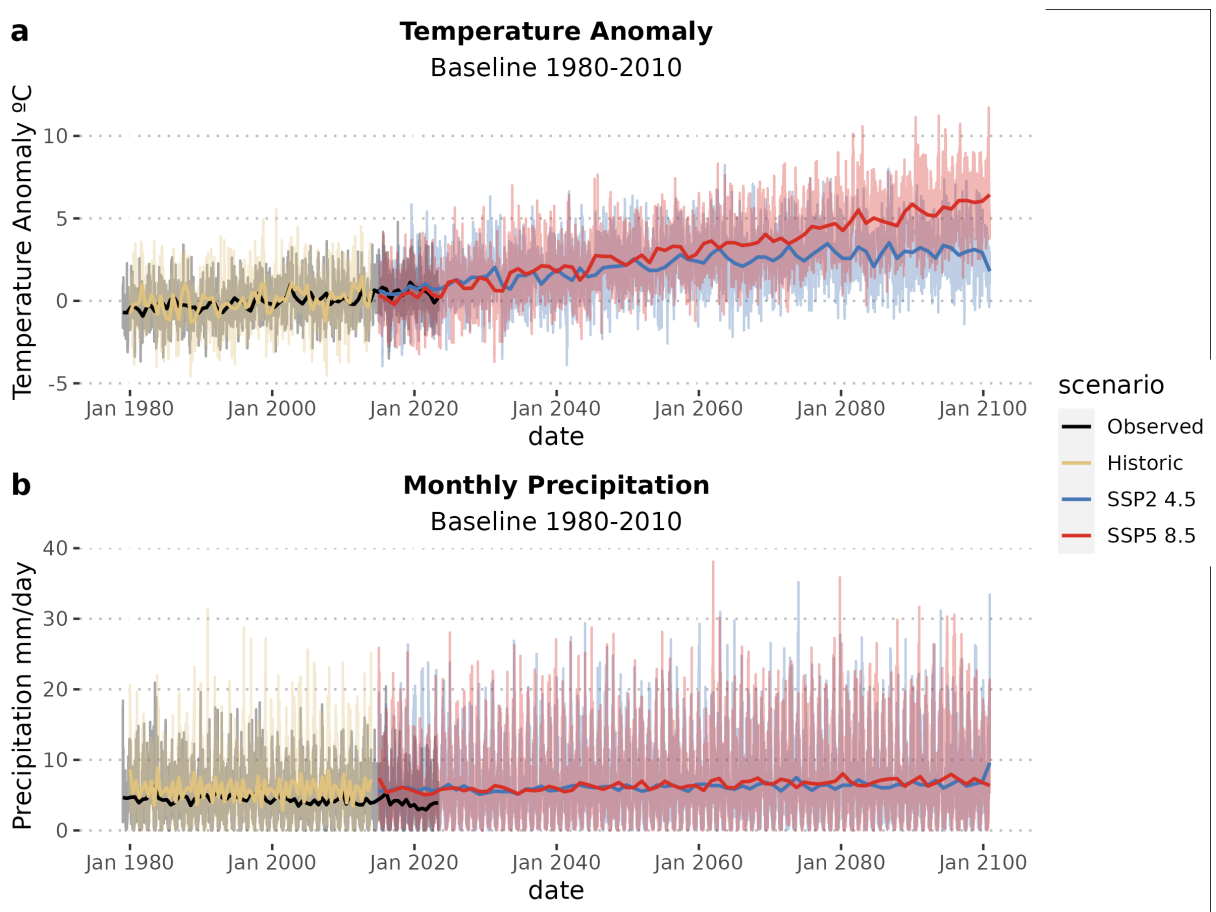 a
Temperature Anomaly
Baseline 1980-2010
Temperature Anomaly ºC
10
5
0
-5
Jan 1980 Jan 2000 Jan 2020 Jan 2040 Jan 2060 Jan 2080 Jan 2100
date
scenario
Observed
Historic
SSP2 4.5
SSP5 8.5
b
Monthly Precipitation
Baseline 1980-2010
Precipitation mm/day
40
30
20
10
0
Jan 1980 Jan 2000 Jan 2020 Jan 2040 Jan 2060 Jan 2080 Jan 2100
date